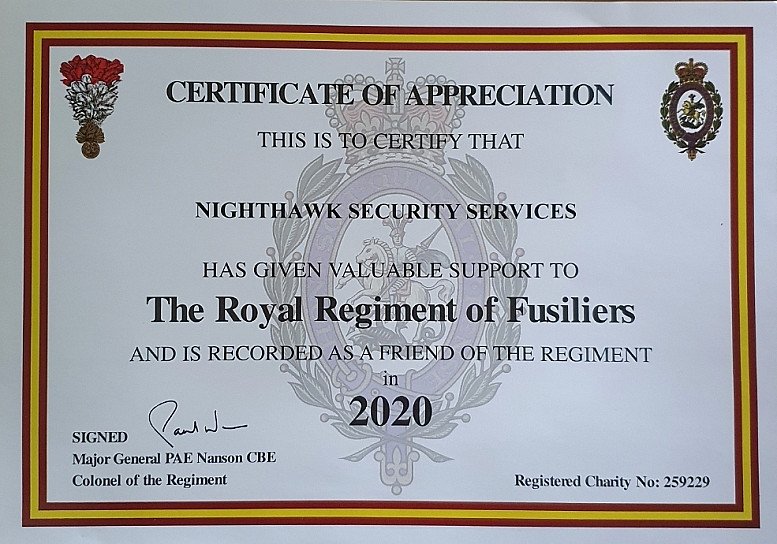 CERTIFICATE OF APPRECIATION
THIS IS TO CERTIFY THAT
NIGHTHAWK SECURITY SERVICES
HAS GIVEN VALUABLE SUPPORT TO
The Royal Regiment of Fusiliers
AND IS RECORDED AS A FRIEND OF THE REGIMENT
in
2020
SIGNED
Major General PAE Nanson CBE
Colonel of the Regiment
Registered Charity No: 259229